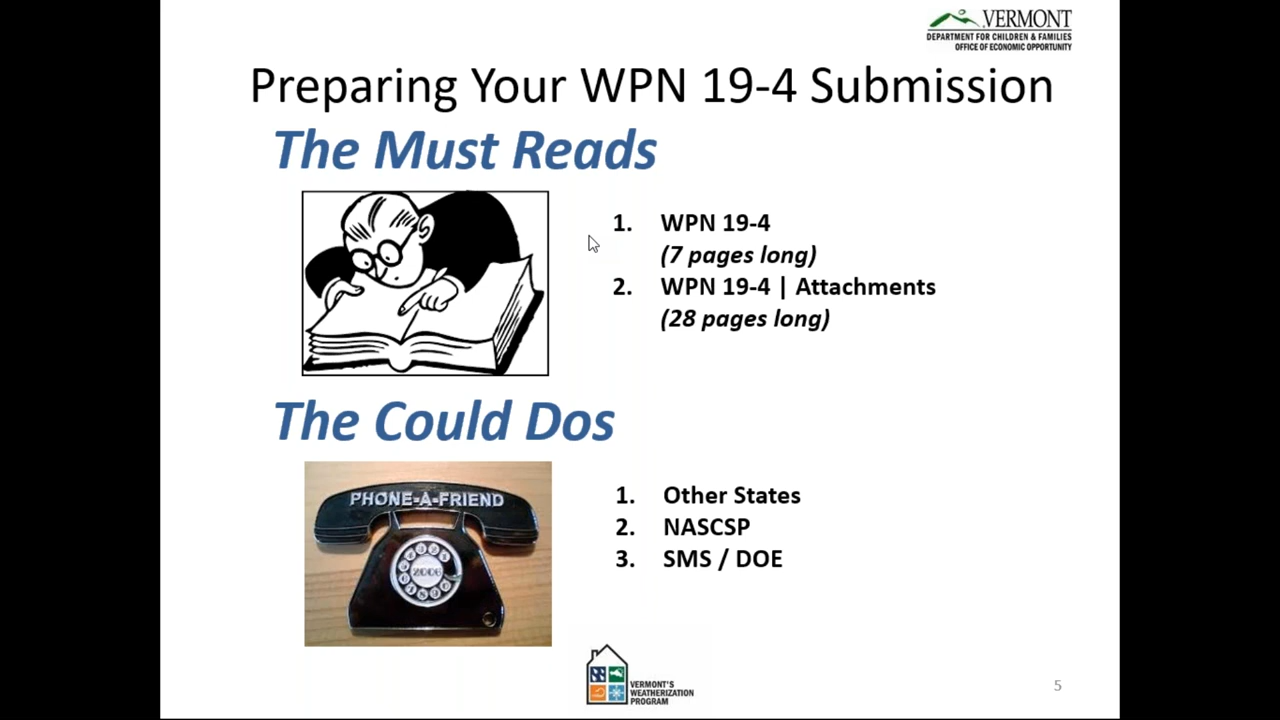 VERMONT
DEPARTMENT FOR CHILDREN & FAMILIES
OFFICE OF ECONOMIC OPPORTUNITY
Preparing Your WPN 19-4 Submission
The Must Reads
1. WPN 19-4
(7 pages long)
2. WPN 19-4 | Attachments
(28 pages long)
The Could Dos
PHONE-A-FRIEND
2006
1. Other States
2. NASCSP
3. SMS / DOE
VERMONT'S
WEATHERIZATION
PROGRAM
5